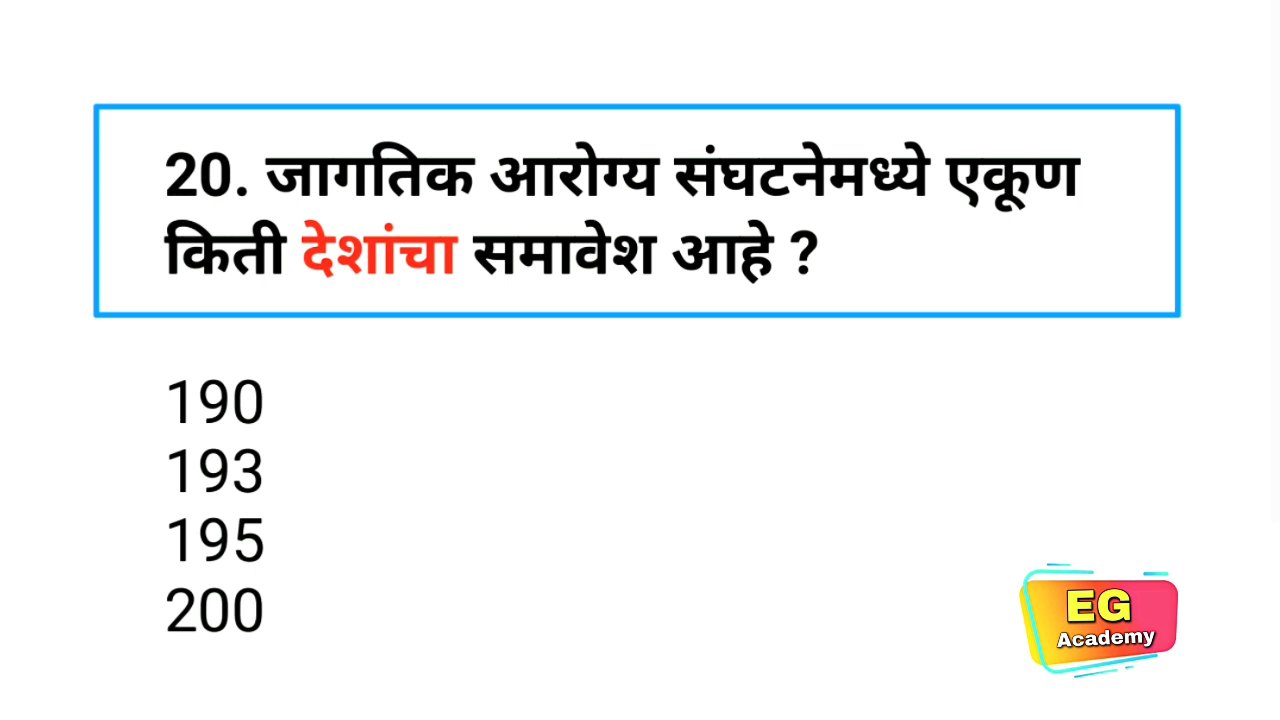 20. जागतिक आरोग्य संघटनेमध्ये एकूण
किती देशांचा समावेश आहे ?
190
193
195
200
EG
Academy